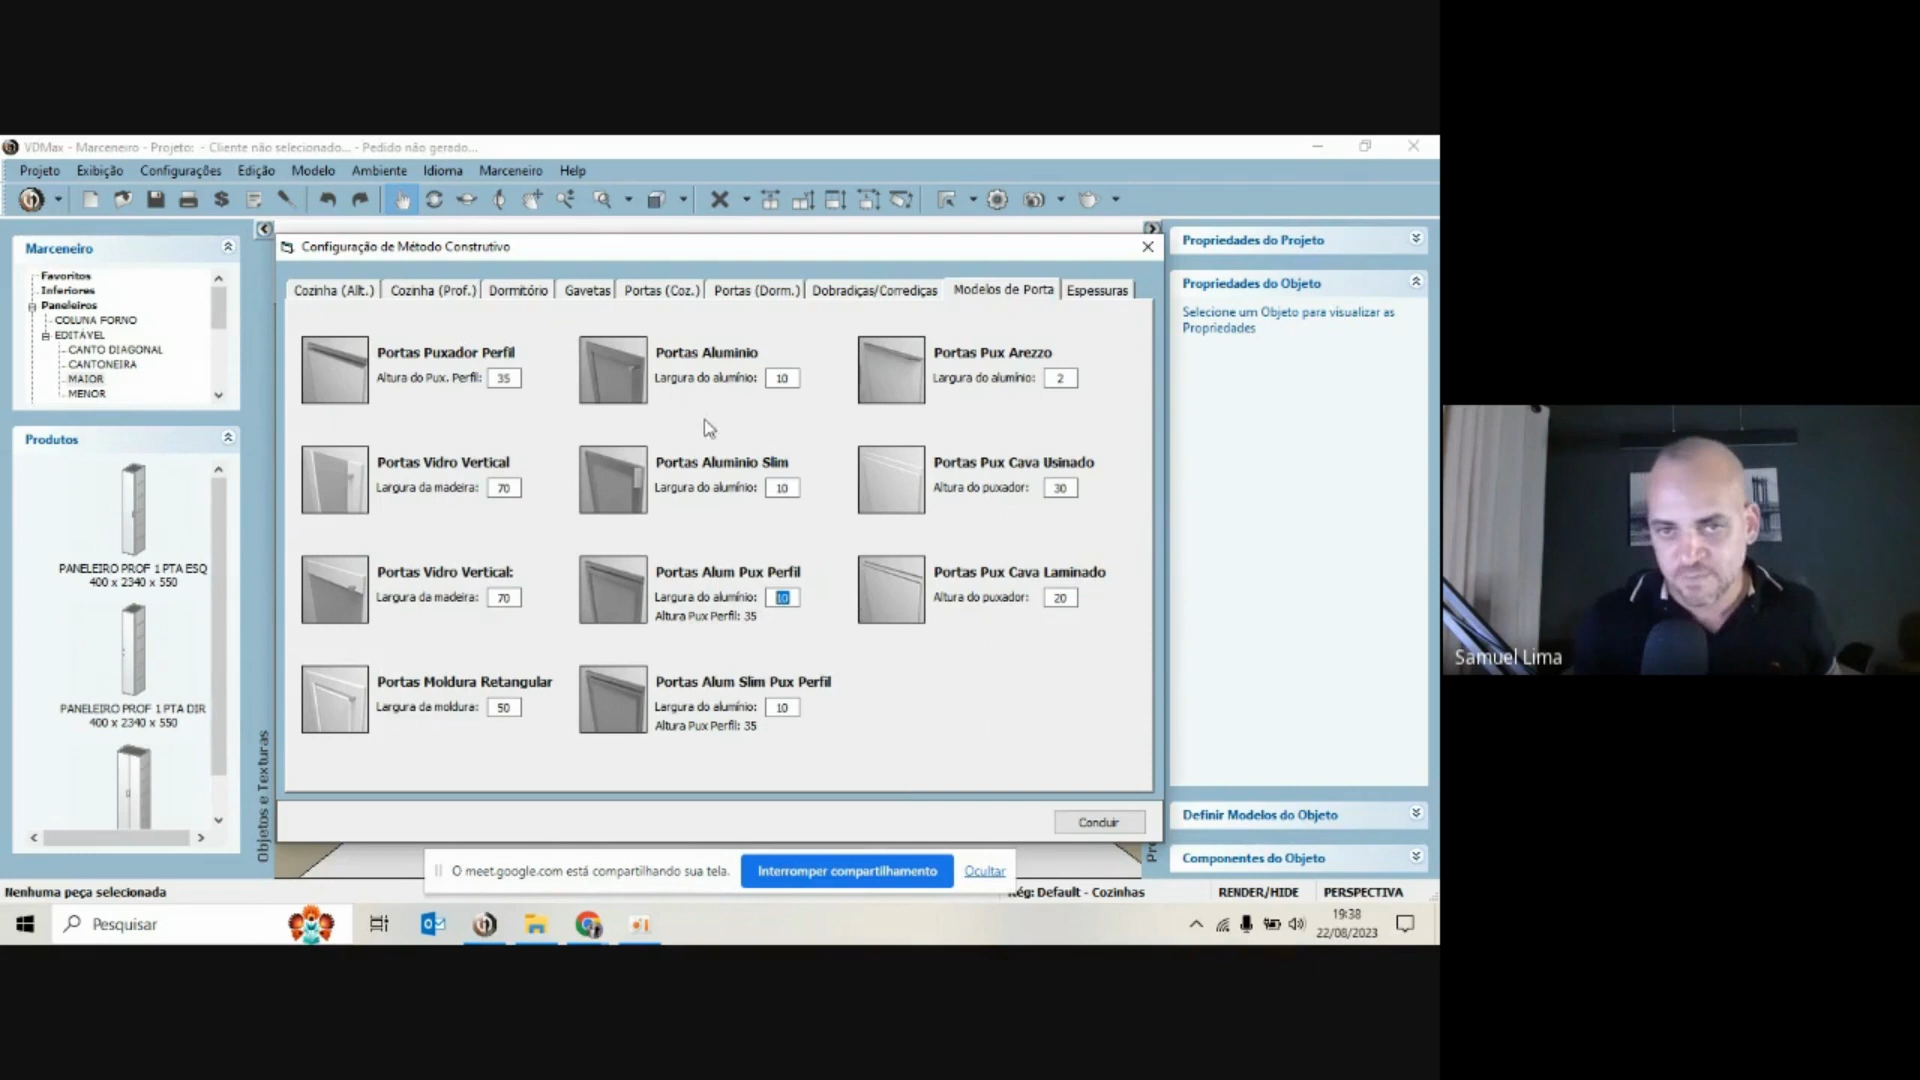 VDMax - Marceneiro - Projeto: - Cliente não selecionado... - Pedido não gerado...
Projeto Exibição Configurações Edição Modelo Ambiente Idioma Marceneiro Help
Marceneiro
Favoritos
Inferiores
Paneleiros
COLUNA FORNO
EDITÁVEL
CANTO DIAGONAL
CANTONEIRA
MAIOR
MENOR
Produtos
PANELEIRO PROF 1 PTA ESQ
400 x 2340 x 550
PANELEIRO PROF 1 PTA DIR
400 x 2340 x 550
Objetos e Texturas
Configuração de Método Construtivo
Cozinha (Alt.) Cozinha (Prof.) Dormitório Gavetas Portas (Coz.) Portas (Dorm.) Dobradiças/Corrediças Modelos de Porta Espessuras
Portas Puxador Perfil
Altura do Pux. Perfil: 35
Portas Vidro Vertical
Largura da madeira: 70
Portas Vidro Vertical:
Largura da madeira: 70
Portas Moldura Retangular
Largura da moldura: 50
Portas Aluminio
Largura do alumínio: 10
Portas Aluminio Slim
Largura do alumínio: 10
Portas Alum Pux Perfil
Largura do alumínio: 10
Altura Pux Perfil: 35
Portas Alum Slim Pux Perfil
Largura do alumínio: 10
Altura Pux Perfil: 35
Portas Pux Arezzo
Largura do alumínio: 2
Portas Pux Cava Usinado
Altura do puxador: 30
Portas Pux Cava Laminado
Altura do puxador: 20
Concluir
Propriedades do Projeto
Propriedades do Objeto
Selecione um Objeto para visualizar as
Propriedades
Definir Modelos do Objeto
Componentes do Objeto
O meet.google.com está compartilhando sua tela. Interromper compartilhamento Ocultar
Nenhuma peça selecionada
Default - Cozinhas RENDER/HIDE PERSPECTIVA
Pesquisar
19:38
22/08/2023
Samuel Lima